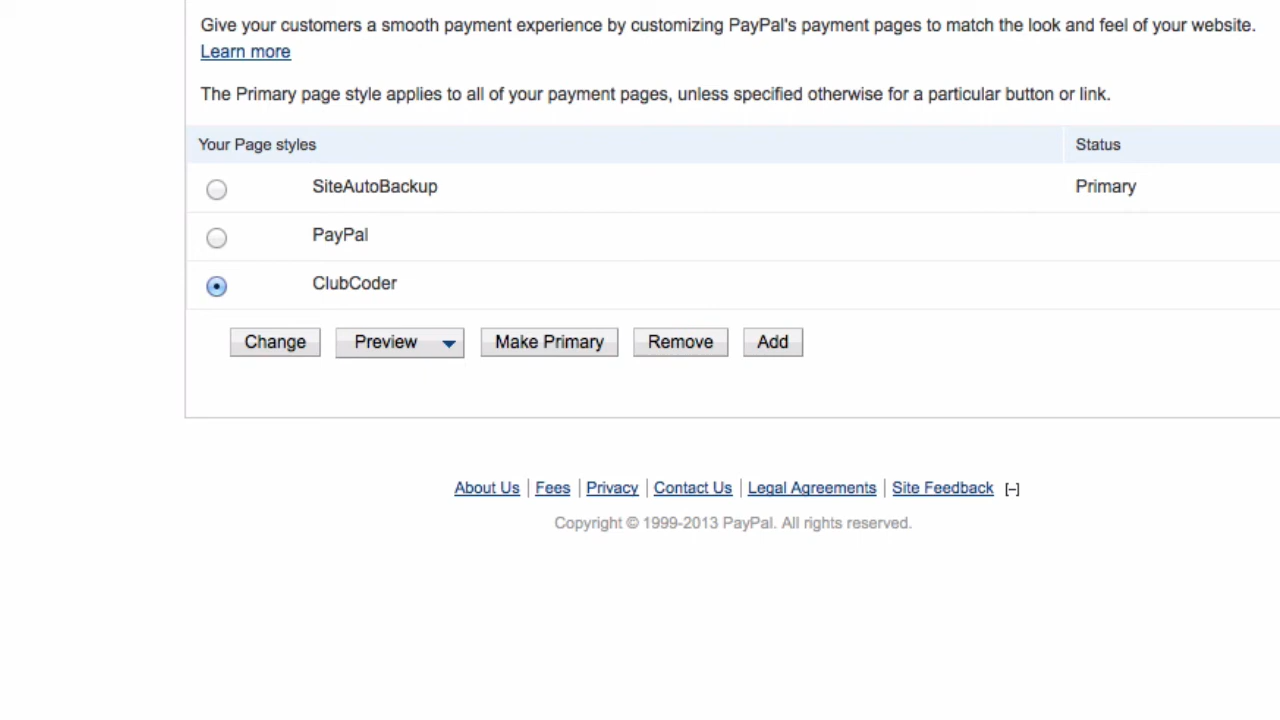 Give your customers a smooth payment experience by customizing PayPal's payment pages to match the look and feel of your website.
Learn more
The Primary page style applies to all of your payment pages, unless specified otherwise for a particular button or link.
Your Page styles Status
SiteAutoBackup Primary
PayPal
ClubCoder
Change Preview Make Primary Remove Add
About Us Fees Privacy Contact Us Legal Agreements Site Feedback [–]
Copyright © 1999-2013 PayPal. All rights reserved.